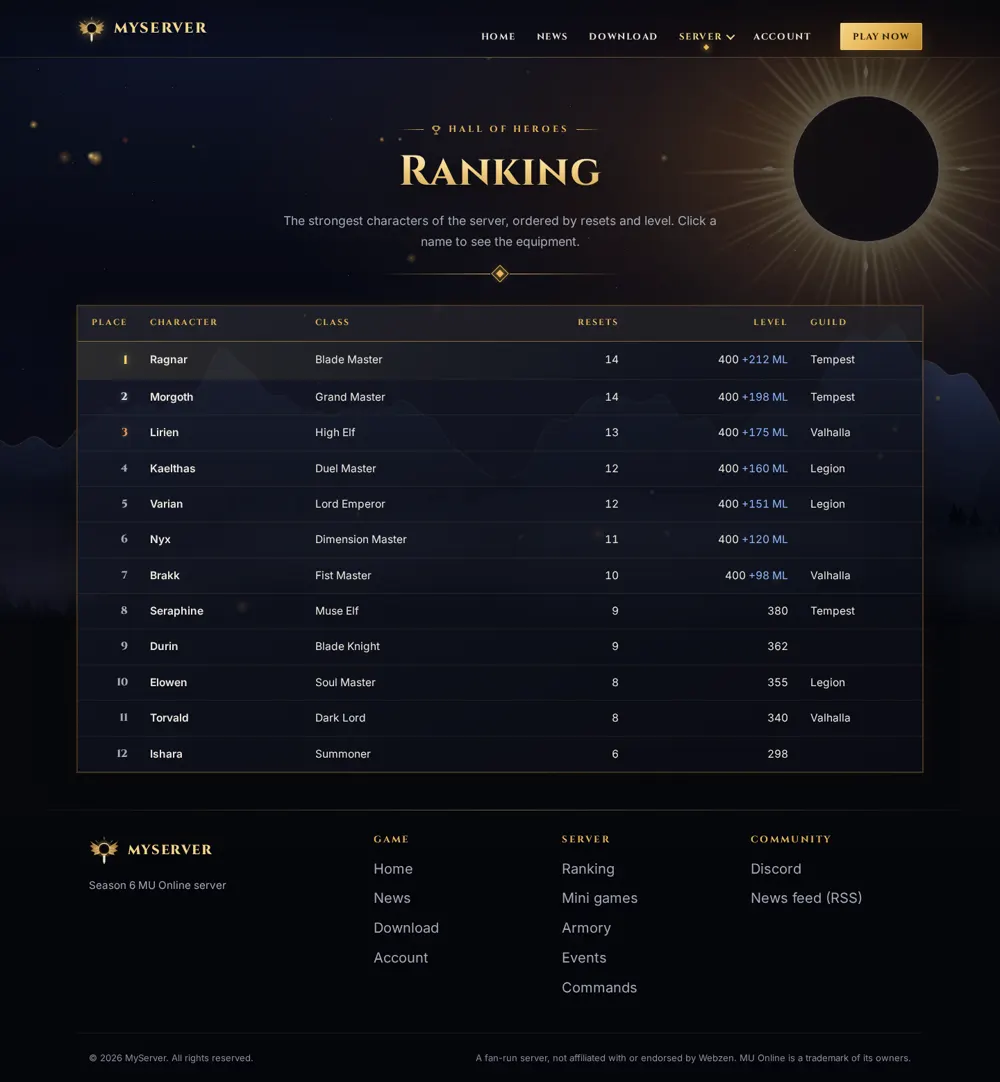 MYSERVER
HOME NEWS DOWNLOAD SERVER ACCOUNT PLAY NOW
HALL OF HEROES
RANKING
The strongest characters of the server, ordered by resets and level. Click a
name to see the equipment.
PLACE CHARACTER CLASS RESETS LEVEL GUILD
1 Ragnar Blade Master 14 400 +212 ML Tempest
2 Morgoth Grand Master 14 400 +198 ML Tempest
3 Lirien High Elf 13 400 +175 ML Valhalla
4 Kaelthas Duel Master 12 400 +160 ML Legion
5 Varian Lord Emperor 12 400 +151 ML Legion
6 Nyx Dimension Master 11 400 +120 ML
7 Brakk Fist Master 10 400 +98 ML Valhalla
8 Seraphine Muse Elf 9 380 Tempest
9 Durin Blade Knight 9 362
10 Elowen Soul Master 8 355 Legion
11 Torvald Dark Lord 8 340 Valhalla
12 Ishara Summoner 6 298
MYSERVER
Season 6 MU Online server
GAME
Home
News
Download
Account
SERVER
Ranking
Mini games
Armory
Events
Commands
COMMUNITY
Discord
News feed (RSS)
© 2026 MyServer. All rights reserved.
A fan-run server, not affiliated with or endorsed by Webzen. MU Online is a trademark of its owners.